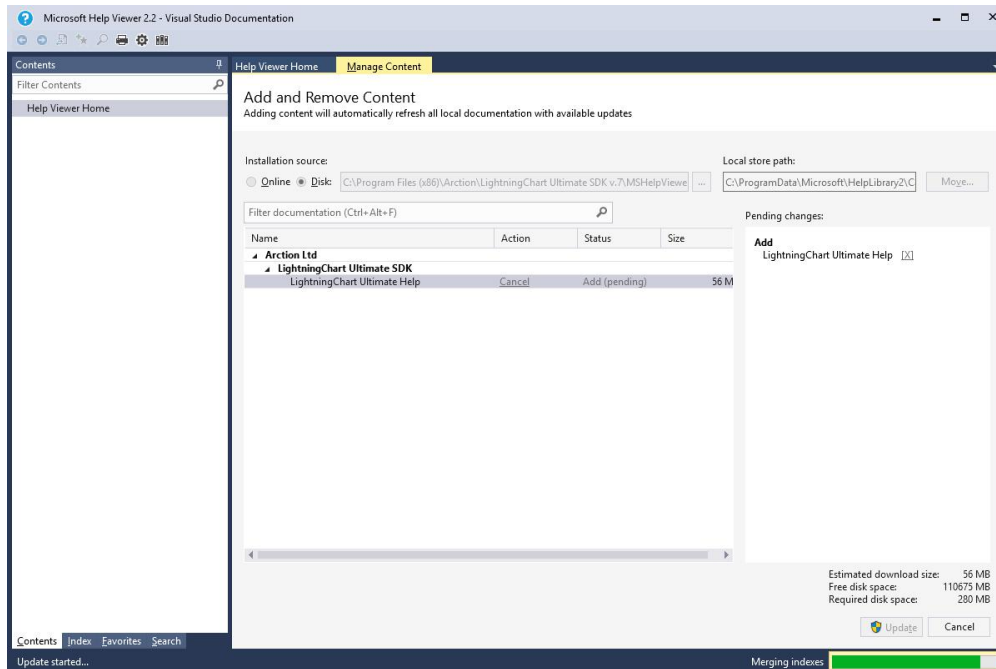 Microsoft Help Viewer 2.2 - Visual Studio Documentation
Contents
Filter Contents
Help Viewer Home
Help Viewer Home Manage Content
Add and Remove Content
Adding content will automatically refresh all local documentation with available updates
Installation source:
Online Disk: C:\Program Files (x86)\Arction\LightningChart Ultimate SDK v.7\MSHelpViewe ...
Local store path:
C:\ProgramData\Microsoft\HelpLibrary2\C Move...
Filter documentation (Ctrl+Alt+F)
Name Action Status Size
Arction Ltd
LightningChart Ultimate SDK
LightningChart Ultimate Help Cancel Add (pending) 56 M
Pending changes:
Add
LightningChart Ultimate Help [X]
Estimated download size: 56 MB
Free disk space: 110675 MB
Required disk space: 280 MB
Update Cancel
Contents Index Favorites Search
Update started... Merging indexes